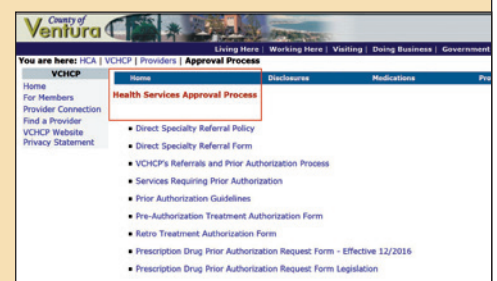 County of
Ventura
Living Here | Working Here | Visiting | Doing Business | Government
You are here: HCA | VCHCP | Providers | Approval Process
VCHCP
Home
For Members
Provider Connection
Find a Provider
VCHCP Website
Privacy Statement
Home Disclosures Medications Pro
Health Services Approval Process
• Direct Specialty Referral Policy
• Direct Specialty Referral Form
• VCHCP's Referrals and Prior Authorization Process
• Services Requiring Prior Authorization
• Prior Authorization Guidelines
• Pre-Authorization Treatment Authorization Form
• Retro Treatment Authorization Form
• Prescription Drug Prior Authorization Request Form - Effective 12/2016
• Prescription Drug Prior Authorization Request Form Legislation